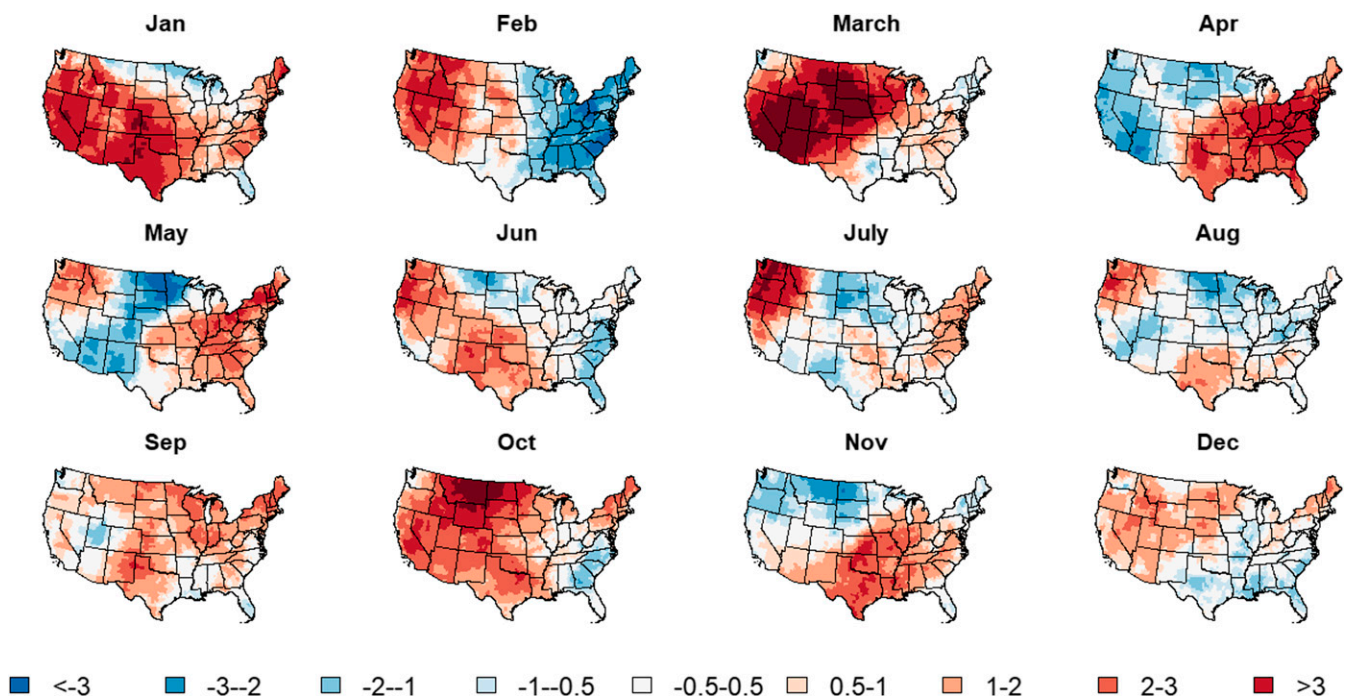 Jan Feb March Apr
May Jun July Aug
Sep Oct Nov Dec
<-3 -3--2 -2--1 -1--0.5 -0.5-0.5 0.5-1 1-2 2-3 >3